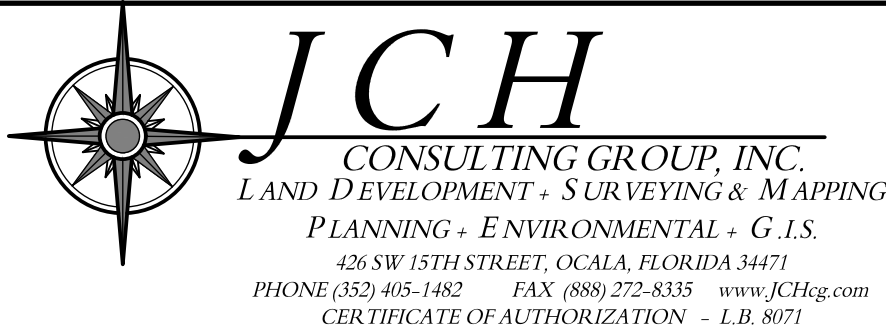 JCH
CONSULTING GROUP, INC.
LAND DEVELOPMENT + SURVEYING & MAPPING
PLANNING + ENVIRONMENTAL + G.I.S.
426 SW 15TH STREET, OCALA, FLORIDA 34471
PHONE (352) 405-1482 FAX (888) 272-8335 www.JCHcg.com
CERTIFICATE OF AUTHORIZATION - L.B. 8071